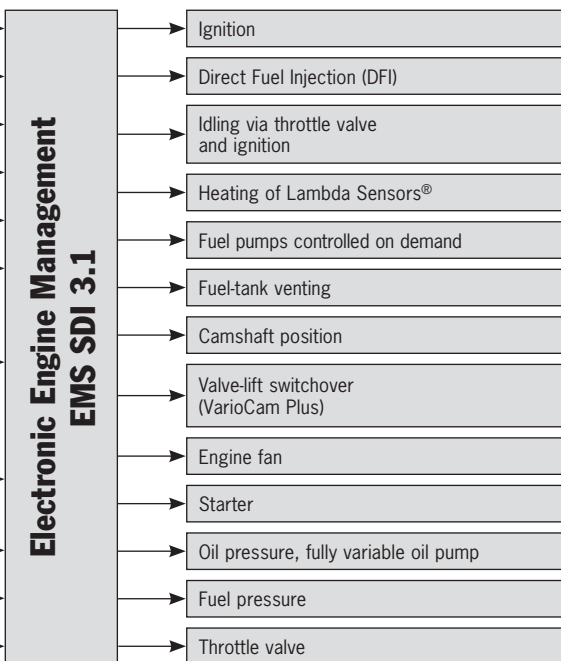 Electronic Engine Management
EMS SDI 3.1
Ignition
Direct Fuel Injection (DFI)
Idling via throttle valve
and ignition
Heating of Lambda Sensors®
Fuel pumps controlled on demand
Fuel-tank venting
Camshaft position
Valve-lift switchover
(VarioCam Plus)
Engine fan
Starter
Oil pressure, fully variable oil pump
Fuel pressure
Throttle valve